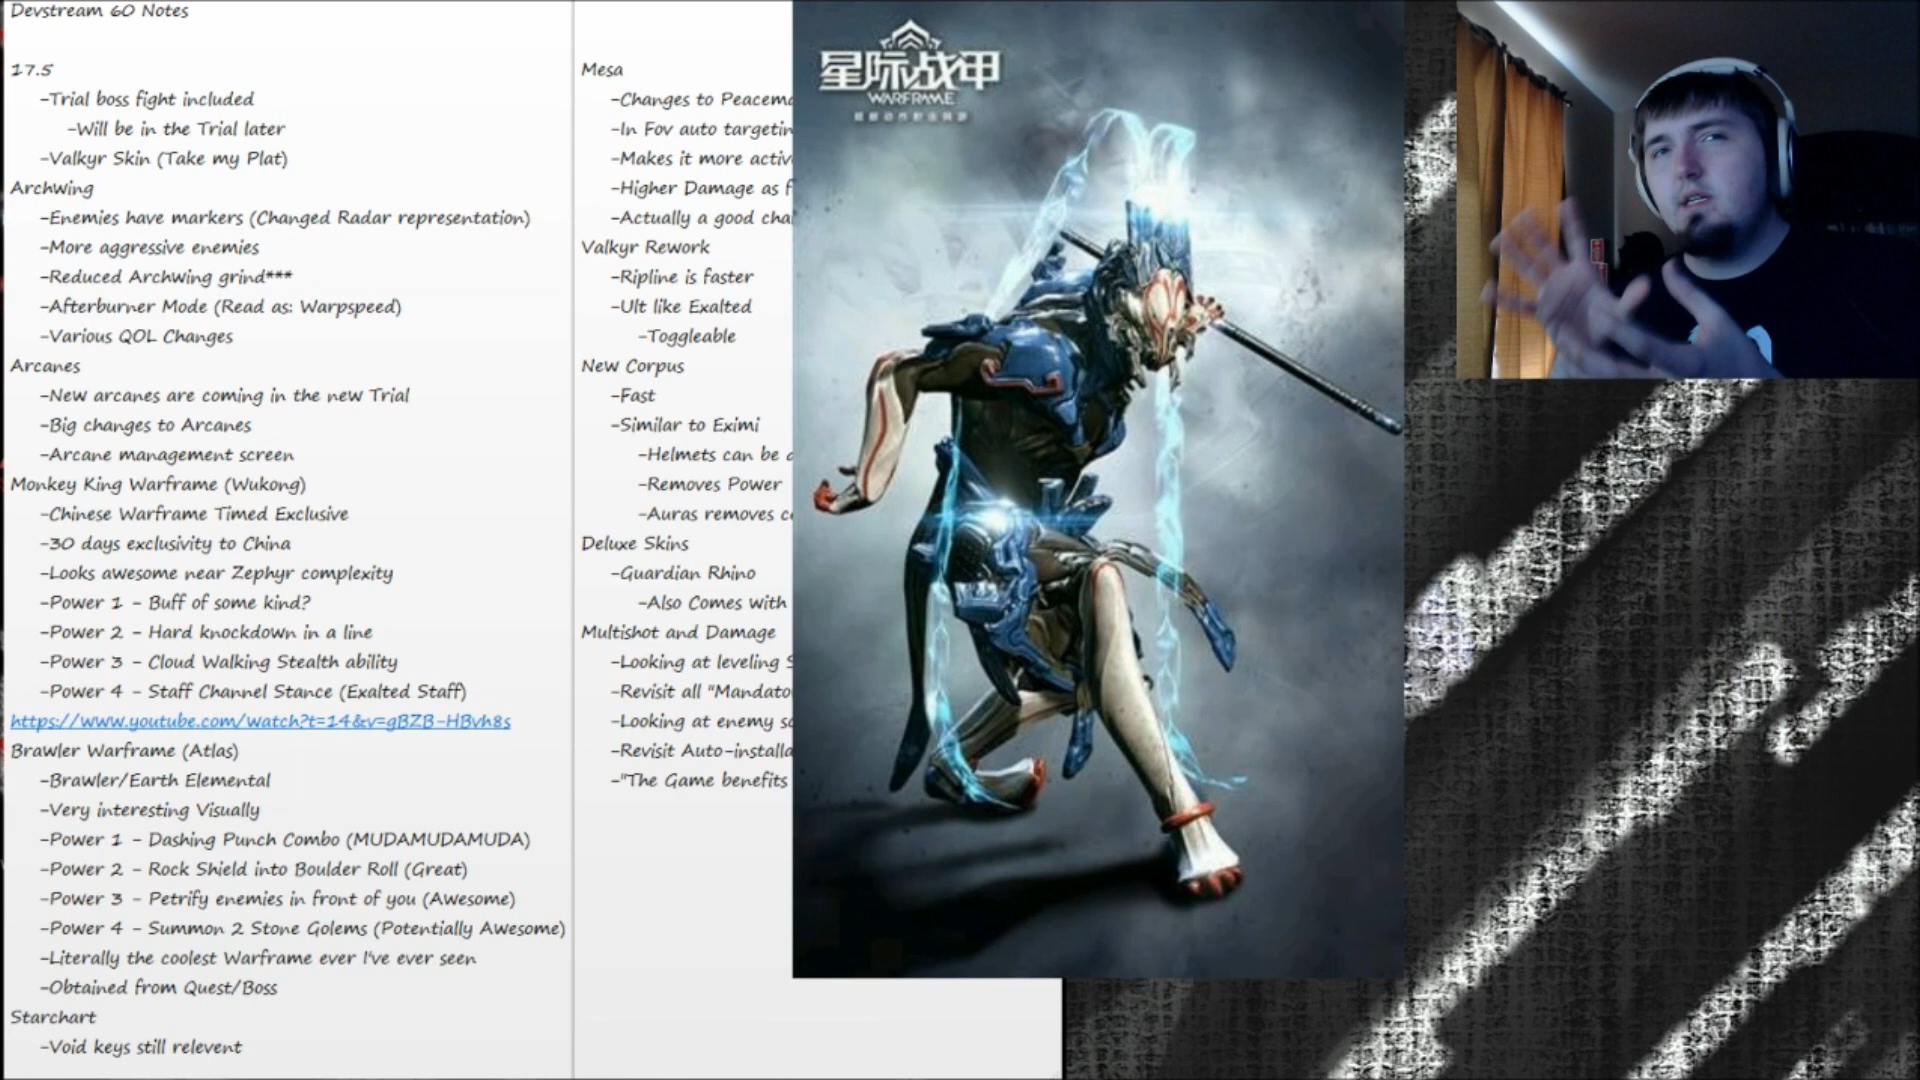 Devstream 60 Notes
17.5
-Trial boss fight included
-Will be in the Trial later
-Valkyr Skin (Take my Plat)
Archwing
-Enemies have markers (Changed Radar representation)
-More aggressive enemies
-Reduced Archwing grind***
-Afterburner Mode (Read as: Warpspeed)
-Various QOL Changes
Arcanes
-New arcanes are coming in the new Trial
-Big changes to Arcanes
-Arcane management screen
Monkey King Warframe (Wukong)
-Chinese Warframe Timed Exclusive
-30 days exclusivity to China
-Looks awesome near Zephyr complexity
-Power 1 - Buff of some kind?
-Power 2 - Hard knockdown in a line
-Power 3 - Cloud Walking Stealth ability
-Power 4 - Staff Channel Stance (Exalted Staff)
https://www.youtube.com/watch?t=14&v=gBZB-HBvh8s
Brawler Warframe (Atlas)
-Brawler/Earth Elemental
-Very interesting Visually
-Power 1 - Dashing Punch Combo (MUDAMUDAMUDA)
-Power 2 - Rock Shield into Boulder Roll (Great)
-Power 3 - Petrify enemies in front of you (Awesome)
-Power 4 - Summon 2 Stone Golems (Potentially Awesome)
-Literally the coolest Warframe ever I've ever seen
-Obtained from Quest/Boss
Starchart
-Void keys still relevent
Mesa
-Changes to
-In Fov auto
-Makes it more
-Higher Damage as
-Actually a good
Valkyr Rework
-Ripline is faster
-Ult like Exalted
-Toggleable
New Corpus
-Fast
-Similar to Eximi
-Helmets can be
-Removes Power
-Auras removes
Deluxe Skins
-Guardian Rhino
-Also Comes with
Multishot and Damage
-Looking at leveling
-Revisit all
-Looking at enemy
-Revisit
-"The Game benefits
星际战甲
WARFRAME